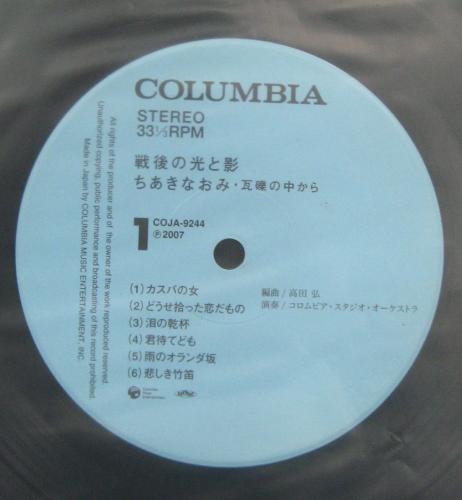 COLUMBIA
STEREO
33⅓RPM
戦後の光と影
ちあきなおみ・瓦礫の中から
1
COJA-9244
Ⓟ2007
(1) カスバの女
(2) どうせ拾った恋だもの
(3) 泪の乾杯
(4) 君待てども
(5) 雨のオランダ坂
(6) 悲しき竹笛
編曲/高田 弘
演奏/コロムビア・スタジオ・オーケストラ
All rights of the producer and of the owner of the work reproduced reserved.
Unauthorized copying, public performance and broadcasting of this record prohibited.
Made in Japan by COLUMBIA MUSIC ENTERTAINMENT, INC.